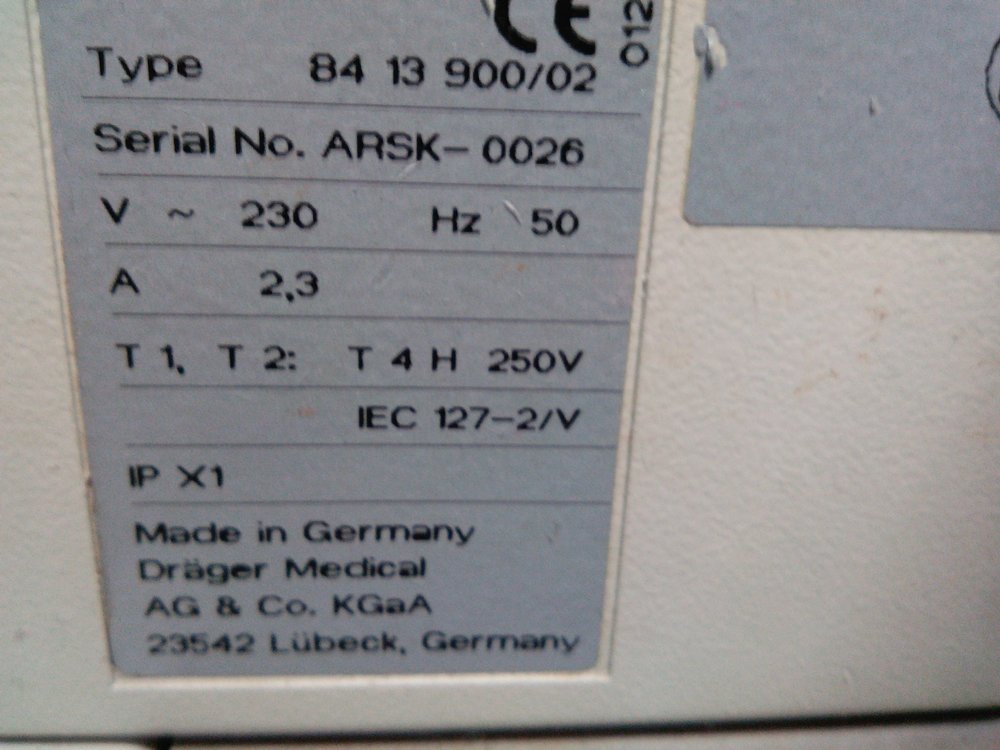 CE 012
Type 84 13 900/02
Serial No. ARSK- 0026
V ~ 230 Hz 50
A 2,3
T 1, T 2: T 4 H 250V
IEC 127-2/V
IP X1
Made in Germany
Dräger Medical
AG & Co. KGaA
23542 Lübeck, Germany